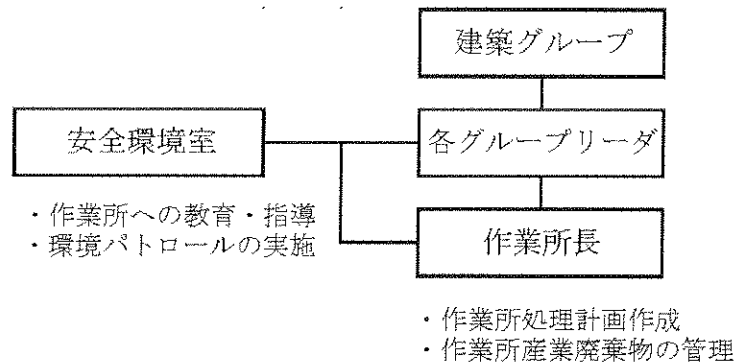 建築グループ
安全環境室
各グループリーダ
・作業所への教育・指導
・環境パトロールの実施
作業所長
・作業所処理計画作成
・作業所産業廃棄物の管理